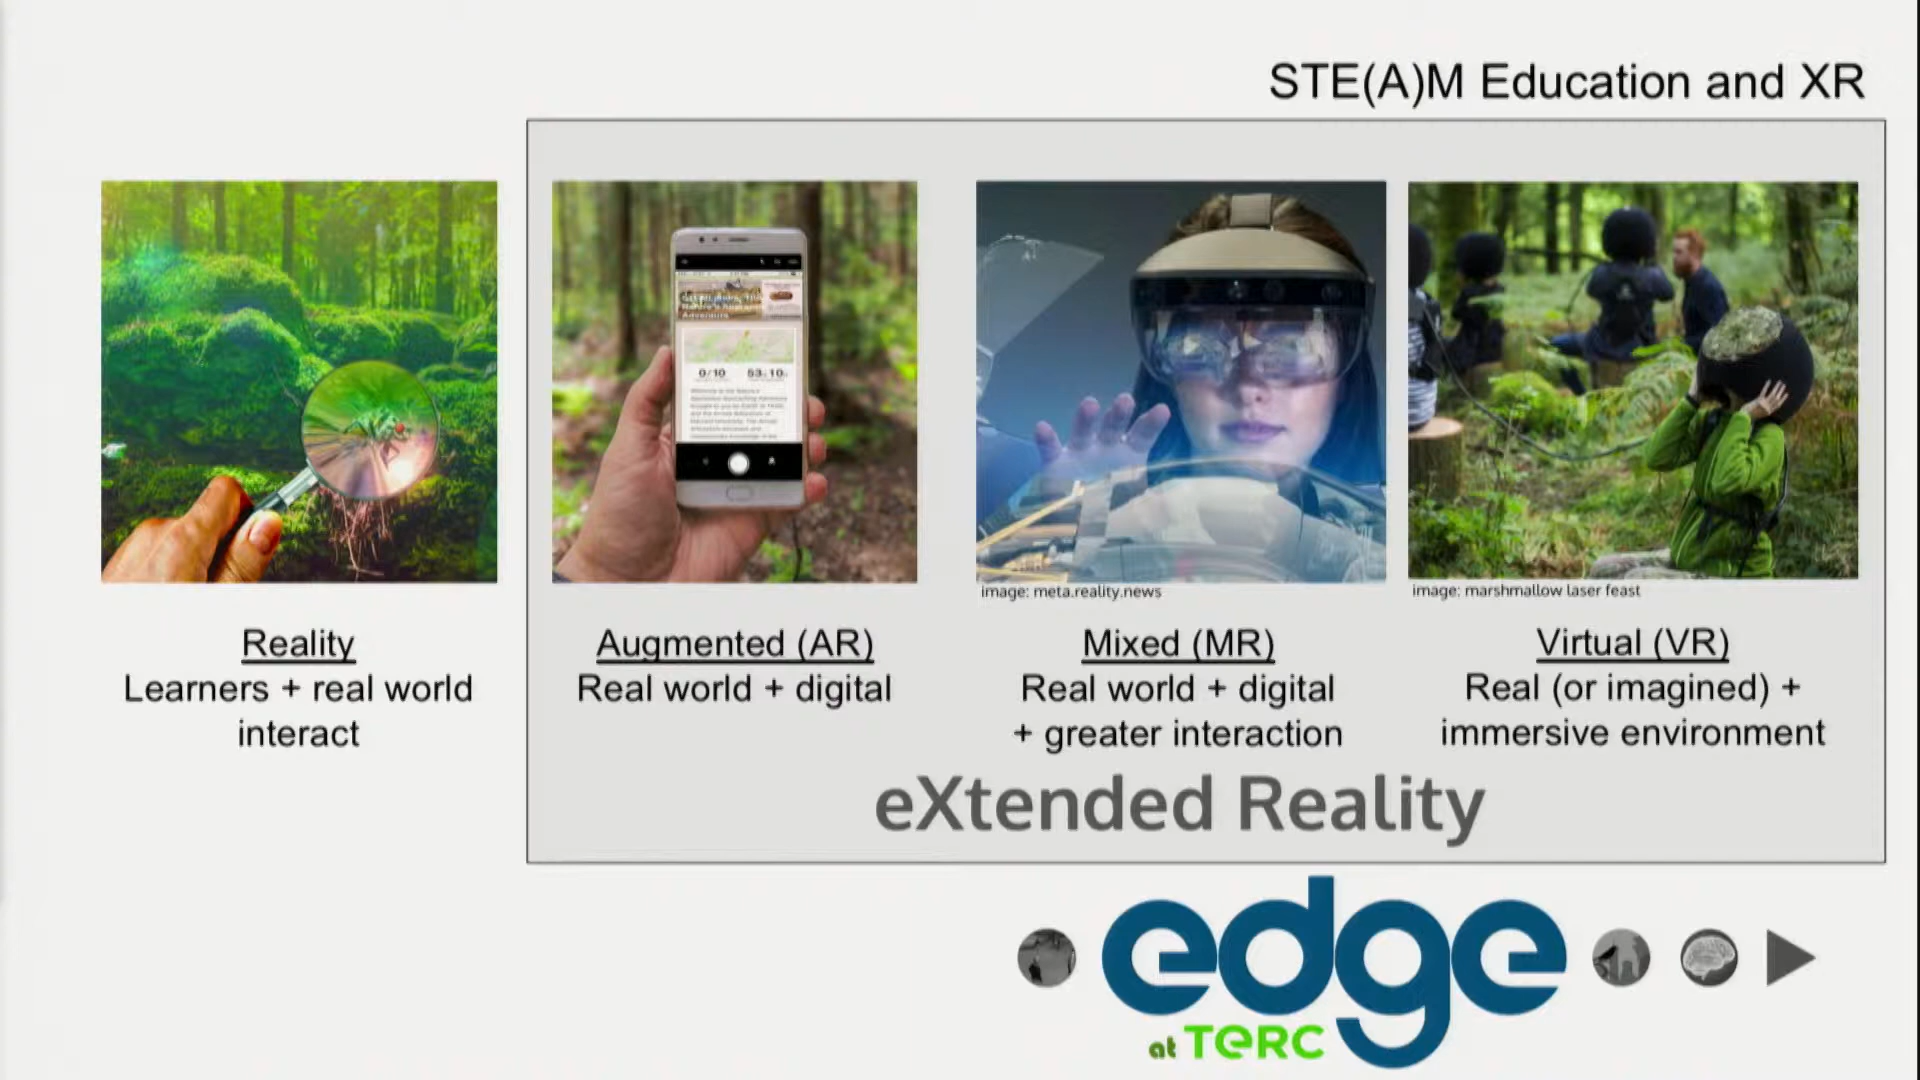 STE(A)M Education and XR
0/10
image: meta.reality.news
image: marshmallow laser feast
Reality
Learners + real world
interact
Augmented (AR)
Real world + digital
Mixed (MR)
Real world + digital
+ greater interaction
Virtual (VR)
Real (or imagined) +
immersive environment
eXtended Reality
edge
at TERC